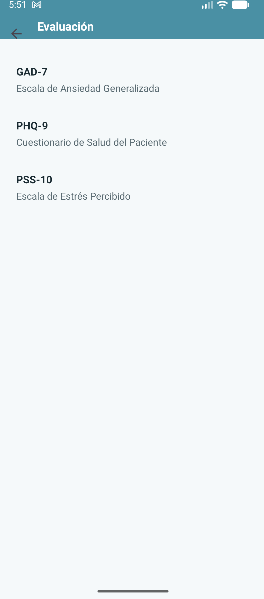 5:51
Evaluación
GAD-7
Escala de Ansiedad Generalizada
PHQ-9
Cuestionario de Salud del Paciente
PSS-10
Escala de Estrés Percibido